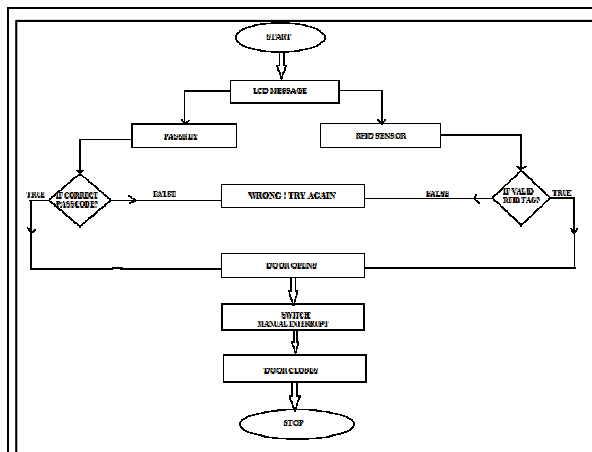 START
LCD MESSAGE
PASSKEY
RFID SENSOR
TRUE
IF CORRECT
PASSCODE?
FALSE
WRONG ! TRY AGAIN
FALSE
IF VALID
RFID TAG?
TRUE
DOOR OPENS
SWITCH
MANUAL INTERRUPT
DOOR CLOSES
STOP